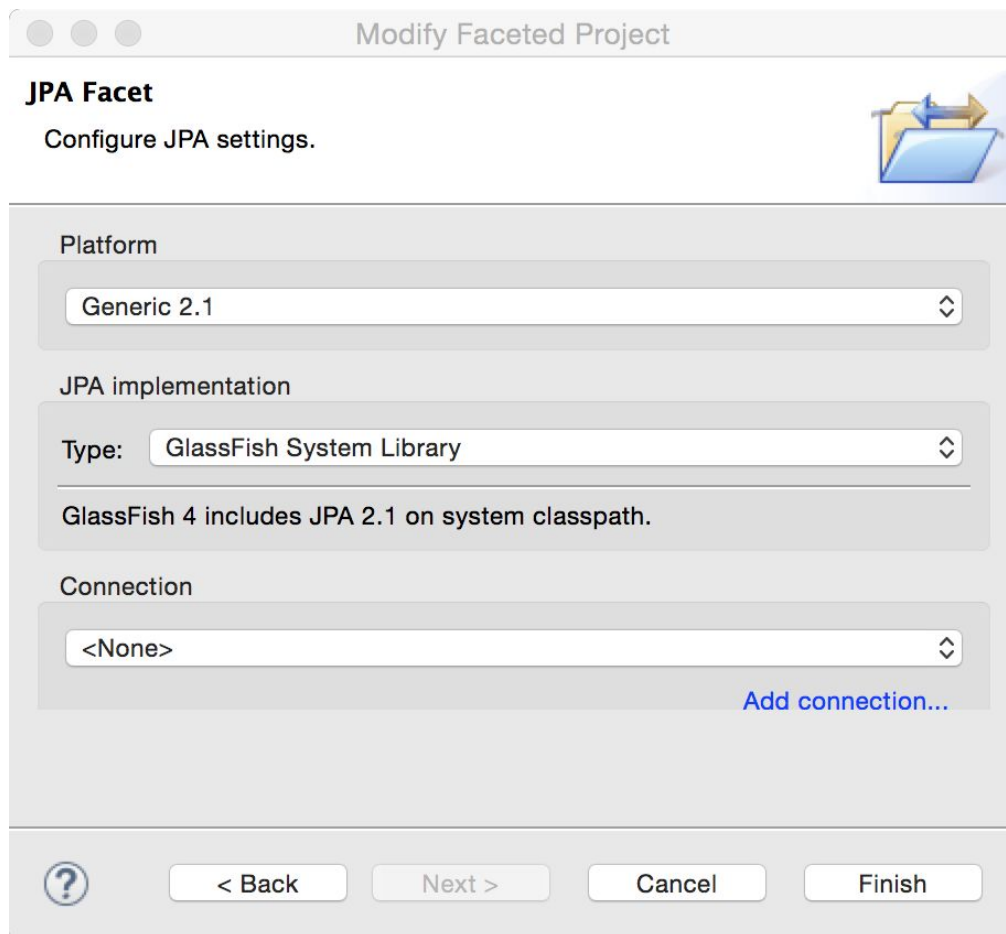 Modify Faceted Project
JPA Facet
Configure JPA settings.
Platform
Generic 2.1
JPA implementation
Type: GlassFish System Library
GlassFish 4 includes JPA 2.1 on system classpath.
Connection
<None>
Add connection...
? < Back Next > Cancel Finish